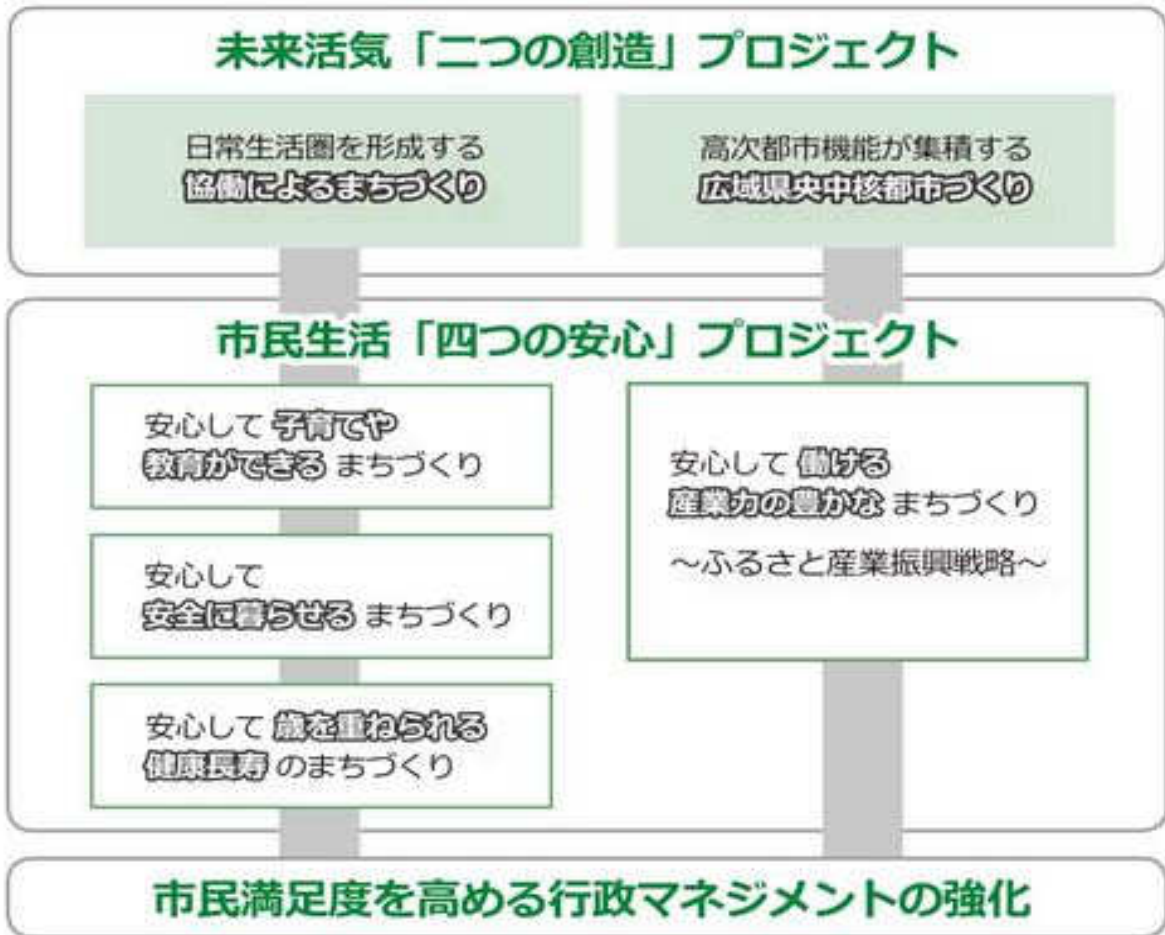 未来活気「二つの創造」プロジェクト
日常生活圏を形成する
協働によるまちづくり
高次都市機能が集積する
広域県央中核都市づくり
市民生活「四つの安心」プロジェクト
安心して 子育てや
教育ができる まちづくり
安心して
安全に暮らせる まちづくり
安心して 歳を重ねられる
健康長寿 のまちづくり
安心して 働ける
産業力の豊かな まちづくり
～ふるさと産業振興戦略～
市民満足度を高める行政マネジメントの強化